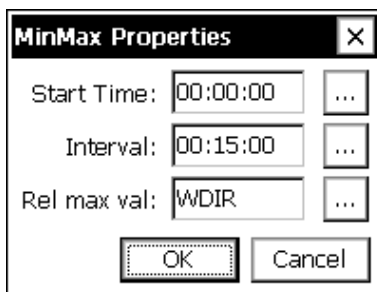 MinMax Properties
Start Time: 00:00:00 ...
Interval: 00:15:00 ...
Rel max val: WDIR ...
OK Cancel